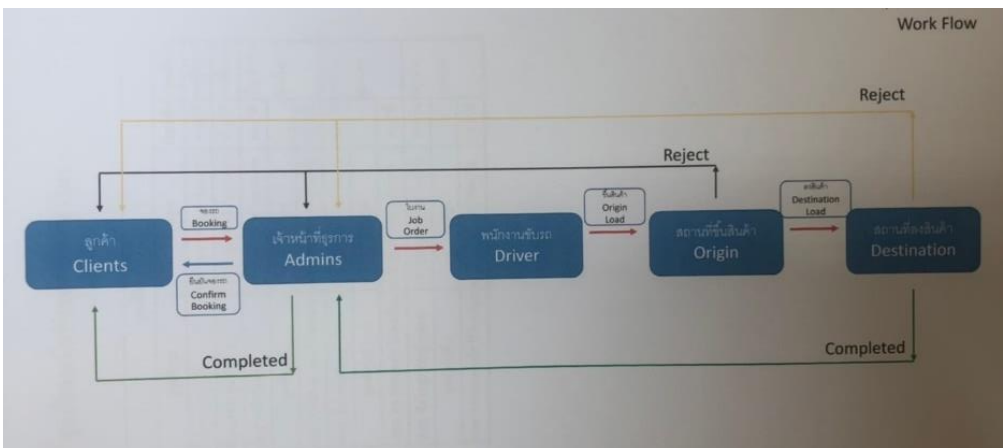 Work Flow
Reject
Reject
จองรถ
Booking
ใบงาน
Job
Order
ขึ้นสินค้า
Origin
Load
ลงสินค้า
Destination
Load
ลูกค้า
Clients
เจ้าหน้าที่ธุรการ
Admins
พนักงานขับรถ
Driver
สถานที่ขึ้นสินค้า
Origin
สถานที่ลงสินค้า
Destination
ยืนยันจองรถ
Confirm
Booking
Completed
Completed